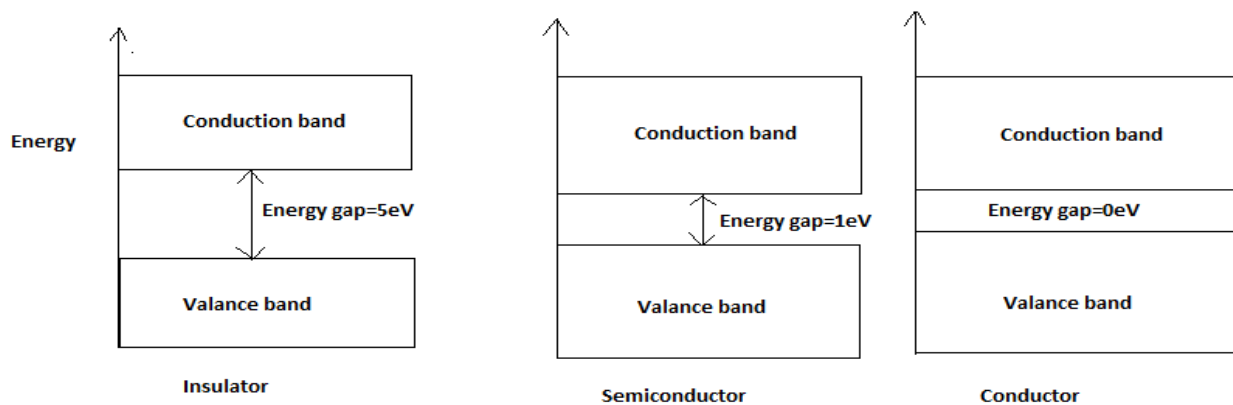 Conduction band
Energy
Energy gap=5eV
Valance band
Insulator
Conduction band
Energy gap=1eV
Valance band
Semiconductor
Conduction band
Energy gap=0eV
Valance band
Conductor